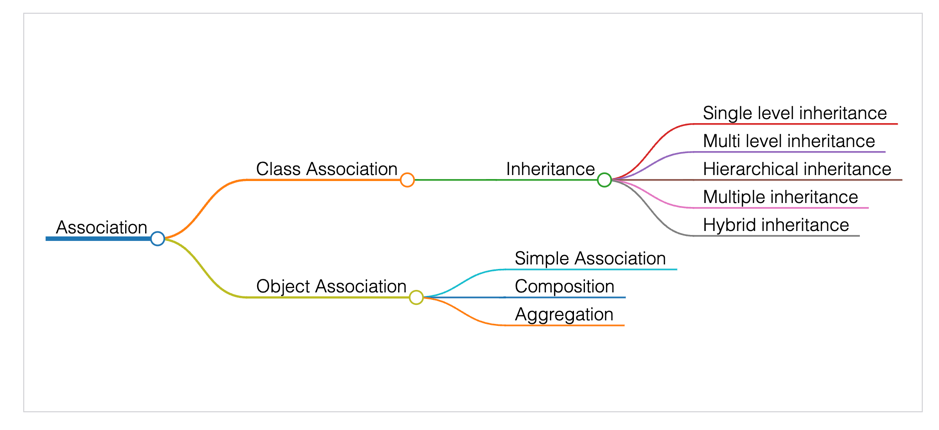 Association
Class Association
Inheritance
Single level inheritance
Multi level inheritance
Hierarchical inheritance
Multiple inheritance
Hybrid inheritance
Object Association
Simple Association
Composition
Aggregation